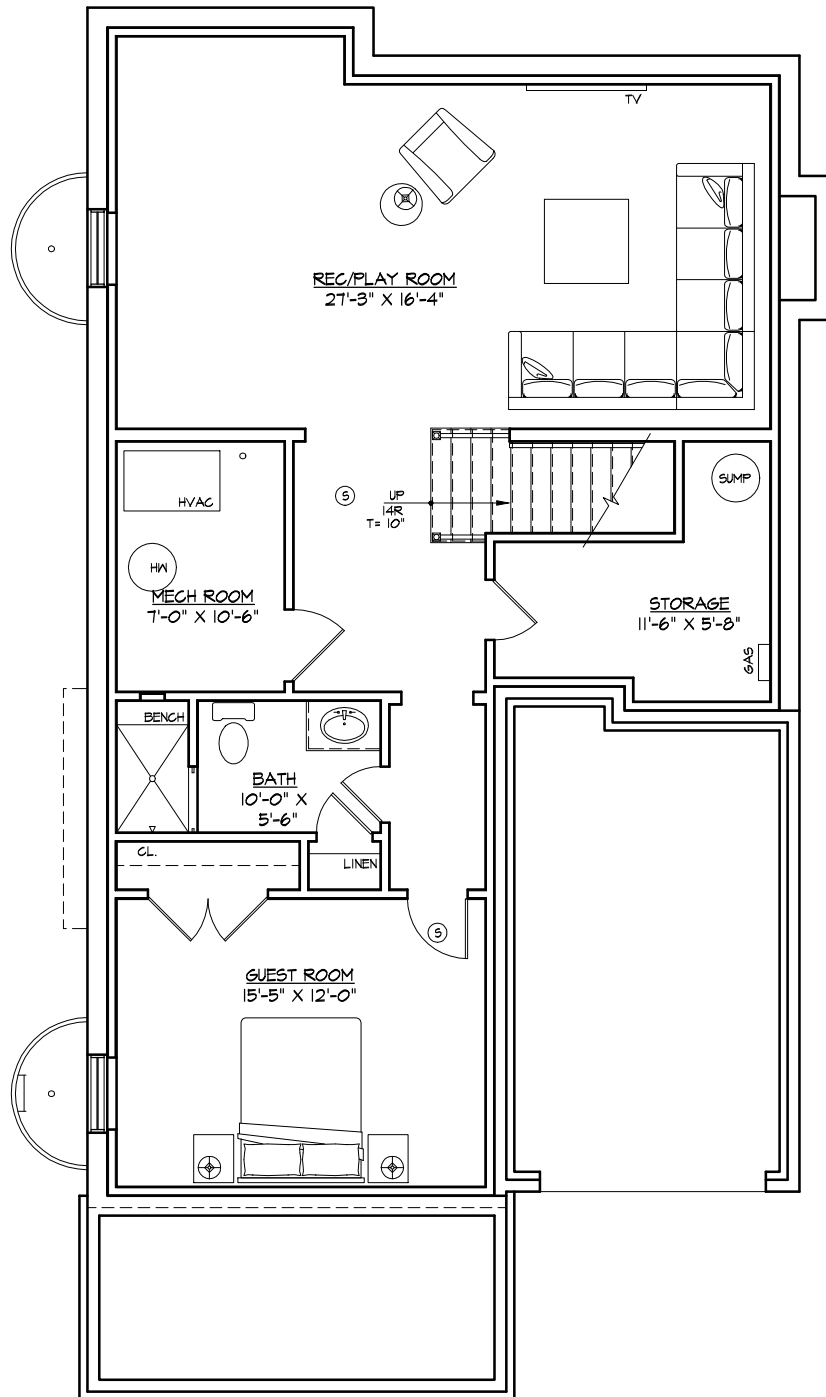 TV
REC/PLAY ROOM
27'-3" X 16'-4"
HVAC
S
UP
14R
T= 10"
SUMP
HW
MECH ROOM
7'-0" X 10'-6"
STORAGE
11'-6" X 5'-8"
GAS
BENCH
BATH
10'-0" X
5'-6"
CL.
LINEN
S
GUEST ROOM
15'-5" X 12'-0"